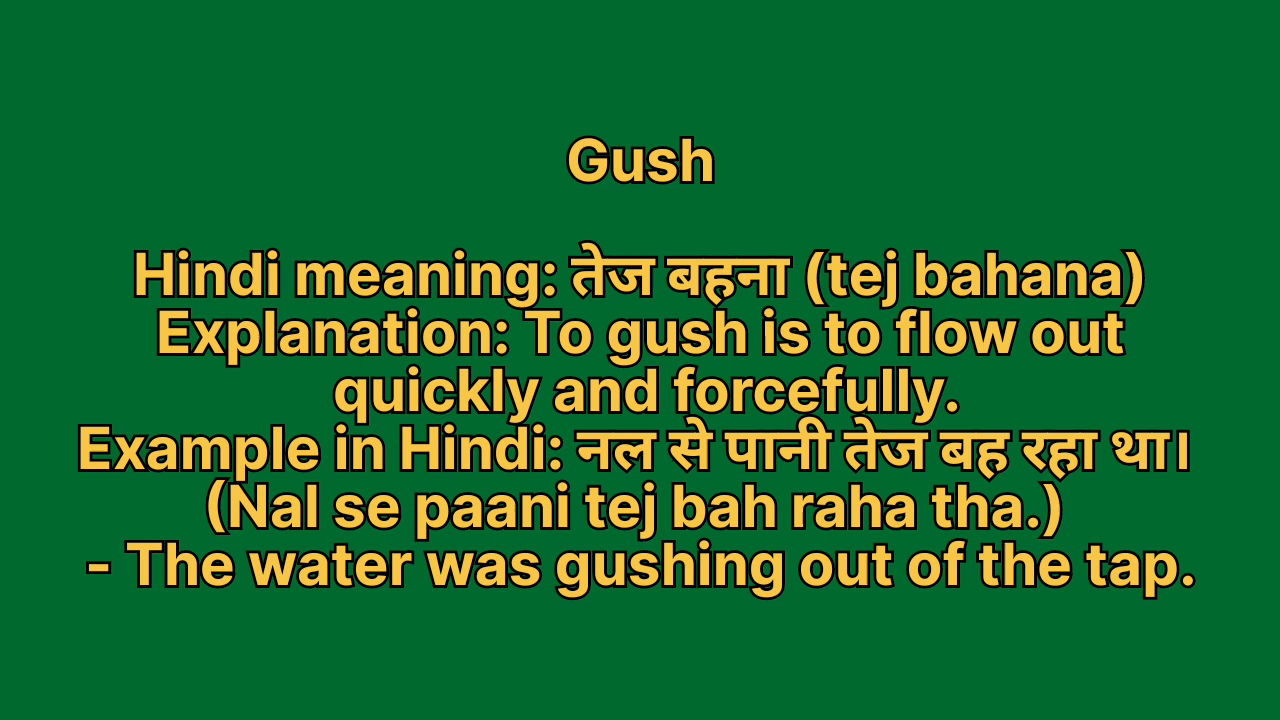 Gush
Hindi meaning: तेज बहना (tej bahana)
Explanation: To gush is to flow out
quickly and forcefully.
Example in Hindi: नल से पानी तेज बह रहा था।
(Nal se paani tej bah raha tha.)
- The water was gushing out of the tap.